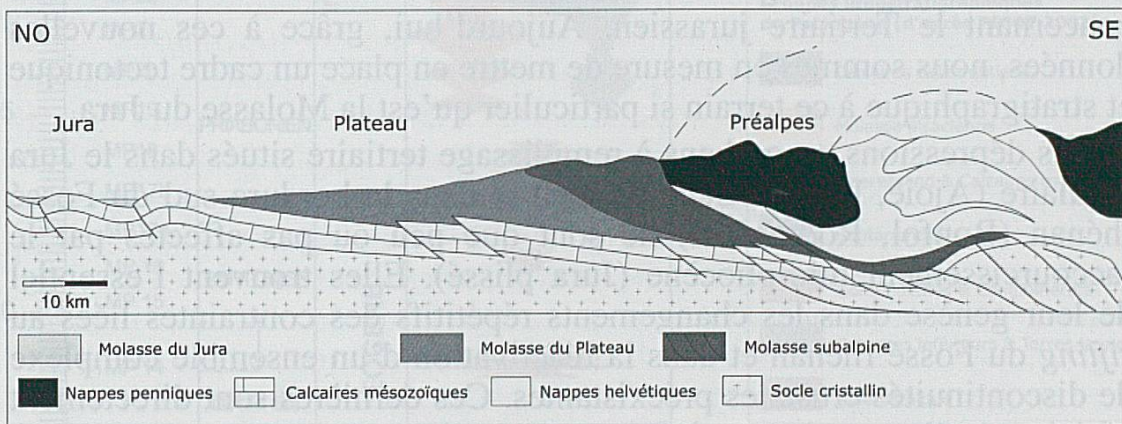 NO SE
Jura Plateau Préalpes
10 km
Molasse du Jura Molasse du Plateau Molasse subalpine
Nappes penniques Calcaires mésozoïques Nappes helvétiques Socle cristallin